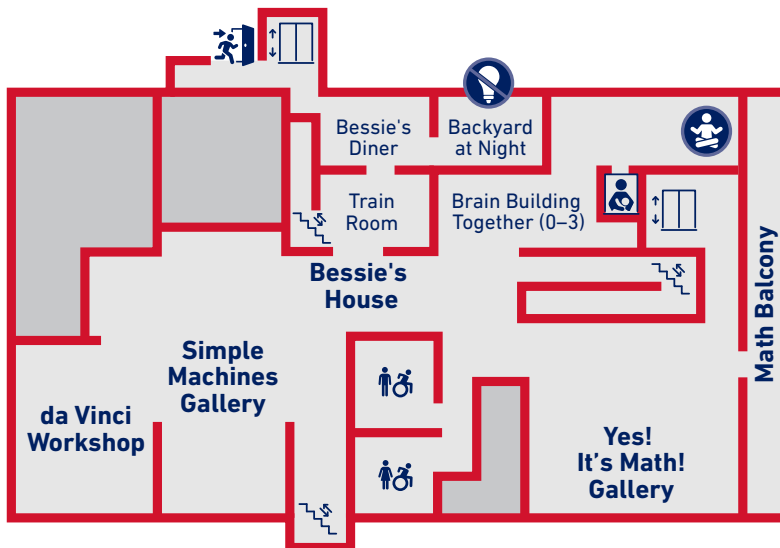 Bessie's
Diner
Backyard
at Night
Train
Room
Brain Building
Together (0–3)
Bessie's
House
Math Balcony
Simple
Machines
Gallery
da Vinci
Workshop
Yes!
It's Math!
Gallery